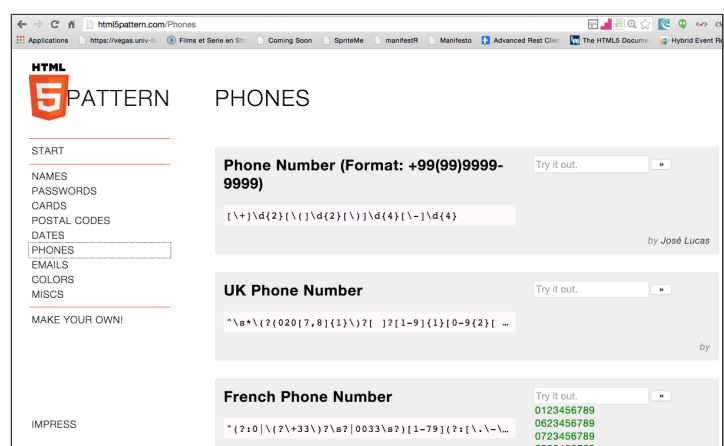 html5pattern.com/Phones
Applications https://vegas.univ- Films et Serie en Str Coming Soon SpriteMe manifestR Manifesto Advanced Rest Clien The HTML5 Docume Hybrid Event Re
HTML
5 PATTERN
PHONES
START
NAMES
PASSWORDS
CARDS
POSTAL CODES
DATES
PHONES
EMAILS
COLORS
MISCS
MAKE YOUR OWN!
IMPRESS
Phone Number (Format: +99(99)9999-
9999)
Try it out. »
[\+]\d{2}[\(]\d{2}[\)]\d{4}[\-]\d{4}
by José Lucas
UK Phone Number
Try it out. »
^\s*\(?(020[7,8]{1}\)?[ ]?[1-9]{1}[0-9{2}[ …
by
French Phone Number
Try it out. »
^(?:0|\(?\+33\)?\s?|0033\s?)[1-79](?:[\.\-\…
0123456789
0623456789
0723456789